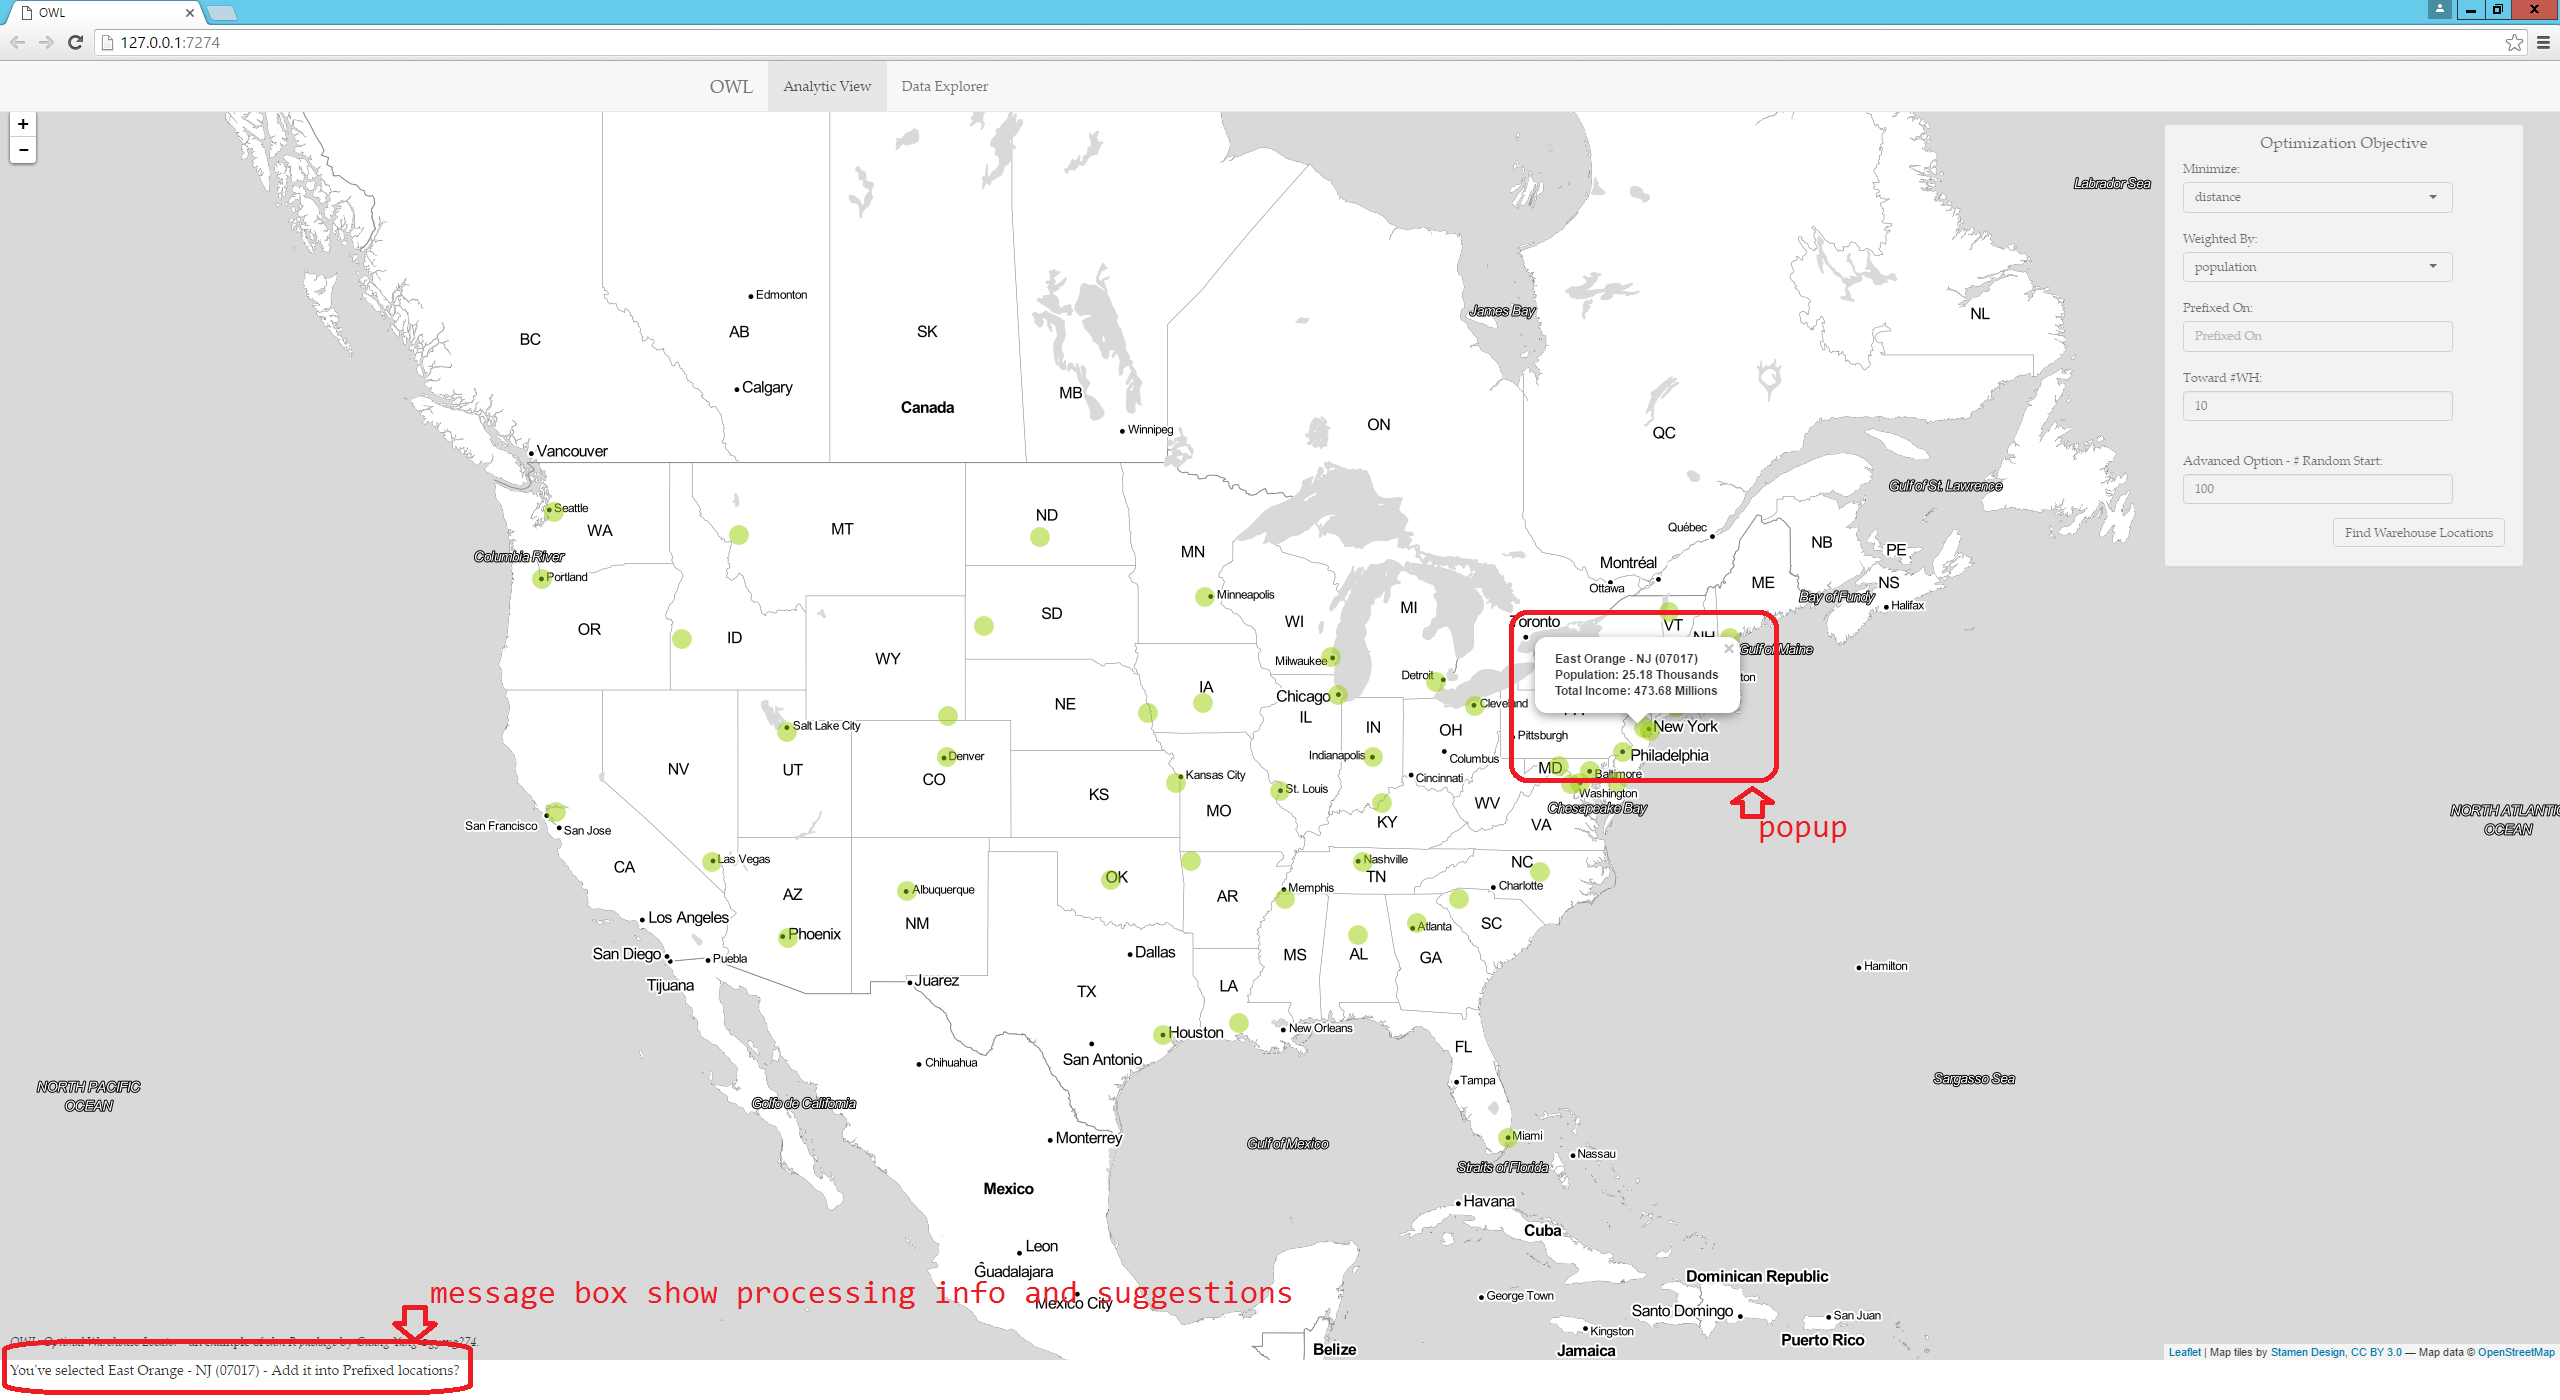 OWL
127.0.0.1:7274
OWL Analytic View Data Explorer
+
−
Optimization Objective
Minimize:
distance
Weighted By:
population
Prefixed On:
Prefixed On
Toward #WH:
10
Advanced Option - # Random Start:
100
Find Warehouse Locations
Labrador Sea
Edmonton
BC
AB
SK
MB
NL
James Bay
Calgary
Canada
Winnipeg
ON
QC
Vancouver
Gulf of St. Lawrence
Seattle
WA
MT
ND
MN
Québec
NB
PE
Columbia River
Portland
Montréal
Ottawa
ME
NS
Bay of Fundy
Halifax
Minneapolis
OR
ID
SD
WI
MI
Toronto
VT
NH
Gulf of Maine
WY
Milwaukee
Detroit
East Orange - NJ (07017)
Population: 25.18 Thousands
Total Income: 473.68 Millions
×
ton
IA
Chicago
NE
IL
IN
OH
Cleveland
PA
Salt Lake City
New York
Pittsburgh
Denver
Indianapolis
Columbus
Philadelphia
NV
UT
CO
Kansas City
Cincinnati
MD
Baltimore
KS
St. Louis
Washington
MO
WV
Chesapeake Bay
NORTH ATLANTIC
OCEAN
San Francisco
San Jose
KY
VA
popup
Las Vegas
CA
Nashville
TN
NC
AZ
Albuquerque
OK
AR
Memphis
Charlotte
Los Angeles
NM
Phoenix
Atlanta
SC
San Diego
Puebla
Dallas
MS
AL
GA
Hamilton
Tijuana
Juarez
TX
LA
Houston
New Orleans
San Antonio
FL
Chihuahua
Tampa
Sargasso Sea
NORTH PACIFIC
OCEAN
Golfo de California
Monterrey
Gulf of Mexico
Miami
Nassau
Straits of Florida
Mexico
Havana
Cuba
Leon
Guadalajara
Dominican Republic
message box show processing info and suggestions
Mexico City
George Town
Santo Domingo
San Juan
Kingston
Puerto Rico
Belize
Jamaica
You've selected East Orange - NJ (07017) - Add it into Prefixed locations?
Leaflet | Map tiles by Stamen Design, CC BY 3.0 — Map data © OpenStreetMap